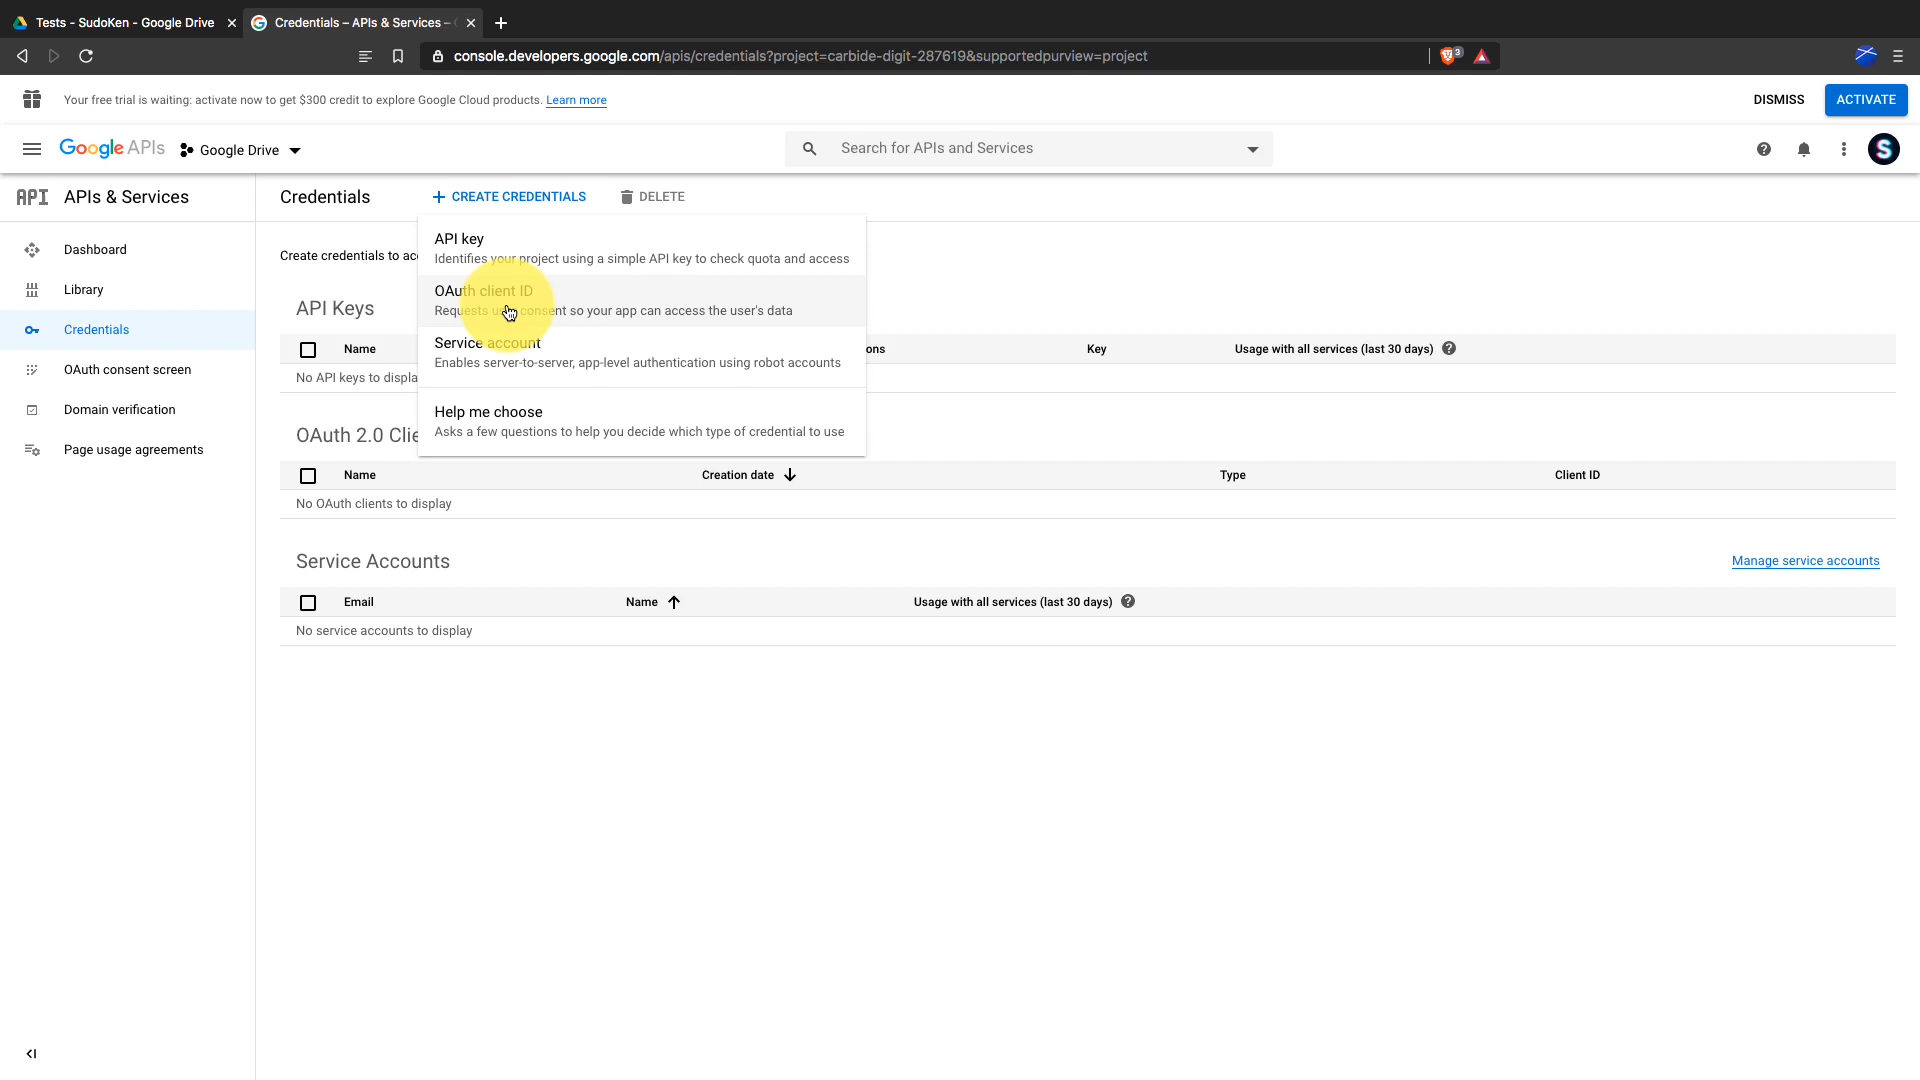 Tests - SudoKen - Google Drive
Credentials – APIs & Services –
console.developers.google.com/apis/credentials?project=carbide-digit-287619&supportedpurview=project
3
Your free trial is waiting: activate now to get $300 credit to explore Google Cloud products. Learn more
DISMISS
ACTIVATE
Google APIs
Google Drive
Search for APIs and Services
S
API APIs & Services
Credentials
CREATE CREDENTIALS
DELETE
Dashboard
Library
Credentials
OAuth consent screen
Domain verification
Page usage agreements
Create credentials to acc
API key
Identifies your project using a simple API key to check quota and access
OAuth client ID
Requests user consent so your app can access the user's data
Service account
Enables server-to-server, app-level authentication using robot accounts
Help me choose
Asks a few questions to help you decide which type of credential to use
API Keys
Name
ons
Key
Usage with all services (last 30 days)
No API keys to displa
OAuth 2.0 Clie
Name
Creation date
Type
Client ID
No OAuth clients to display
Service Accounts
Manage service accounts
Email
Name
Usage with all services (last 30 days)
No service accounts to display